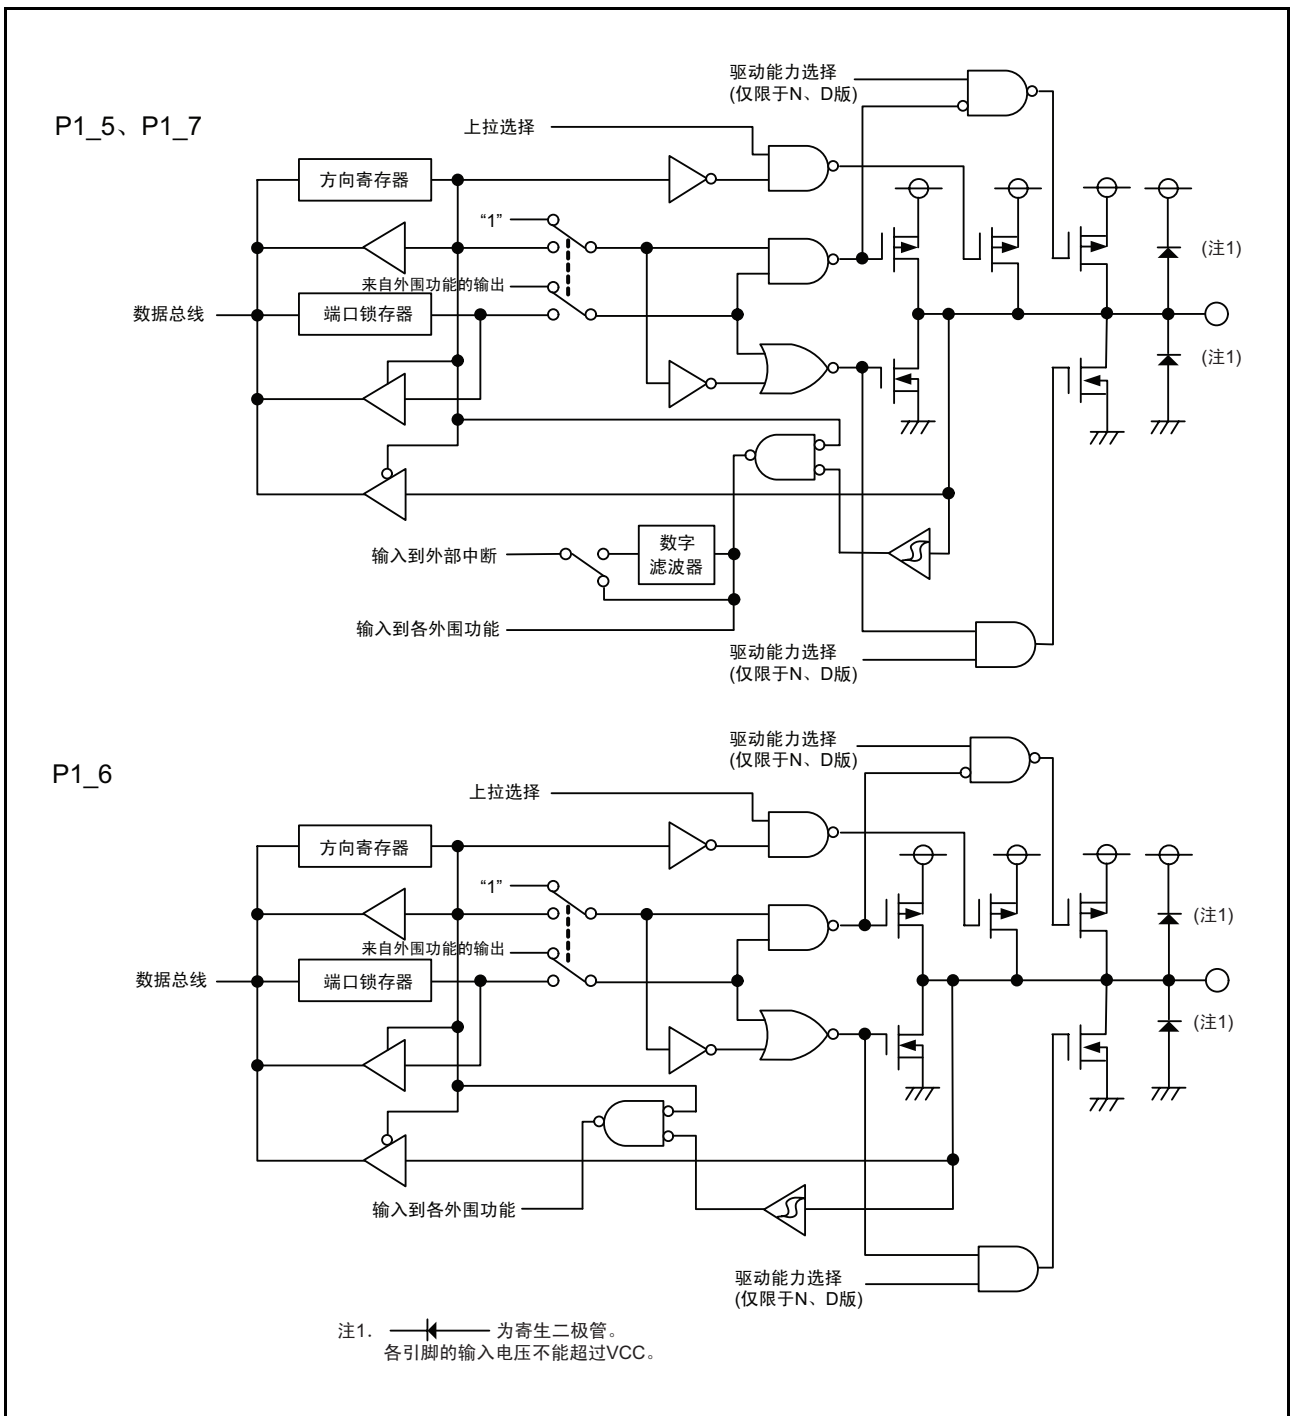 驱动能力选择
(仅限于N、D版)
P1_5、P1_7
上拉选择
方向寄存器
“1”
(注1)
来自外围功能的输出
数据总线
端口锁存器
(注1)
数字
滤波器
输入到外部中断
输入到各外围功能
驱动能力选择
(仅限于N、D版)
驱动能力选择
(仅限于N、D版)
P1_6
上拉选择
方向寄存器
“1”
(注1)
来自外围功能的输出
数据总线
端口锁存器
(注1)
输入到各外围功能
驱动能力选择
(仅限于N、D版)
注1. 为寄生二极管。
各引脚的输入电压不能超过VCC。